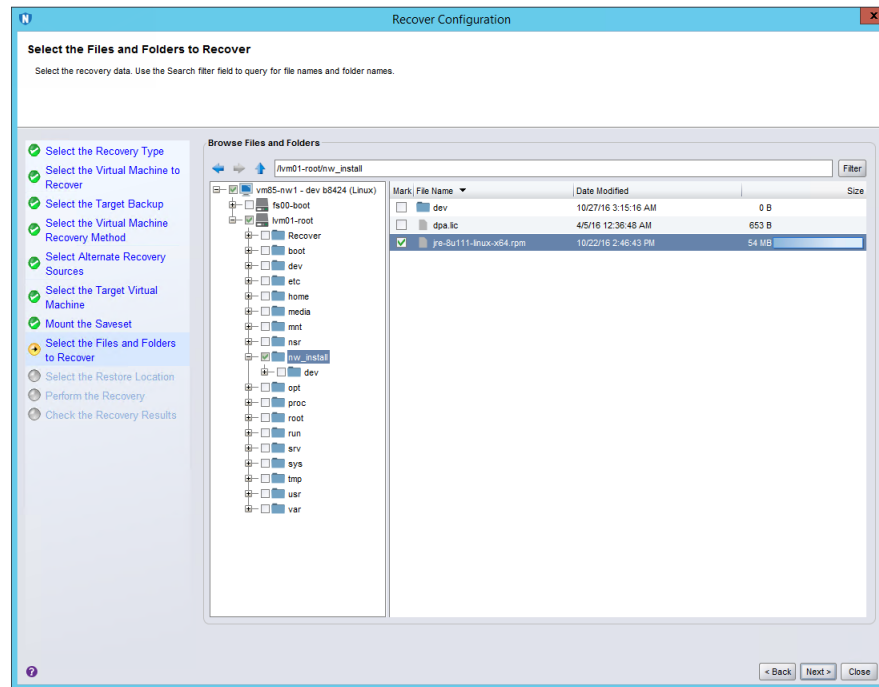 Recover Configuration
x
Select the Files and Folders to Recover
Select the recovery data. Use the Search filter field to query for file names and folder names.
Select the Recovery Type
Select the Virtual Machine to
Recover
Select the Target Backup
Select the Virtual Machine
Recovery Method
Select Alternate Recovery
Sources
Select the Target Virtual
Machine
Mount the Saveset
Select the Files and Folders
to Recover
Select the Restore Location
Perform the Recovery
Check the Recovery Results
Browse Files and Folders
/lvm01-root/nw_install
Filter
vm85-nw1 - dev b8424 (Linux)
fs00-boot
lvm01-root
Recover
boot
dev
etc
home
media
mnt
nsr
nw_install
dev
opt
proc
root
run
srv
sys
tmp
usr
var
Mark File Name Date Modified Size
dev 10/27/16 3:15:16 AM 0 B
dpa.lic 4/5/16 12:36:48 AM 653 B
jre-8u111-linux-x64.rpm 10/22/16 2:46:43 PM 54 MB
?
< Back Next > Close